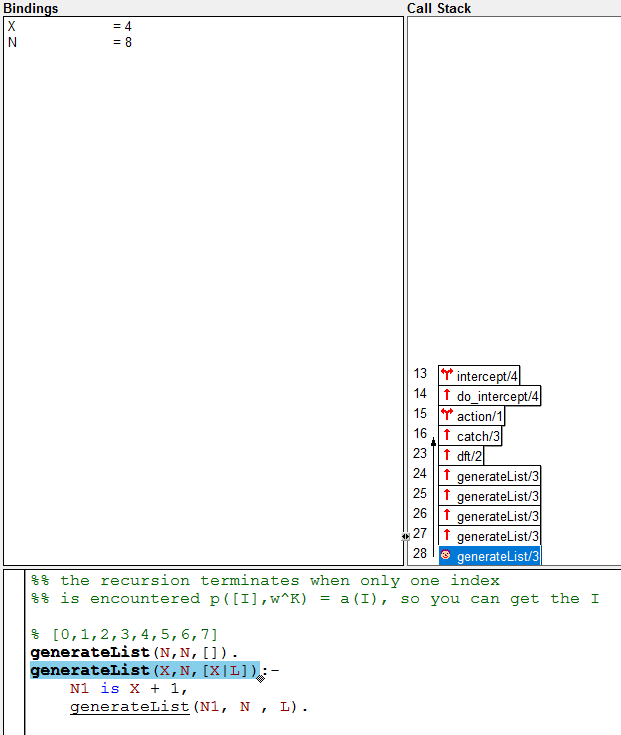 Bindings
Call Stack
X = 4
N = 8
13 intercept/4
14 do_intercept/4
15 action/1
16 catch/3
23 dft/2
24 generateList/3
25 generateList/3
26 generateList/3
27 generateList/3
28 generateList/3
%% the recursion terminates when only one index
%% is encountered p([I],w^K) = a(I), so you can get the I
% [0,1,2,3,4,5,6,7]
generateList(N,N,[]).
generateList(X,N,[X|L]):-
N1 is X + 1,
generateList(N1, N , L).